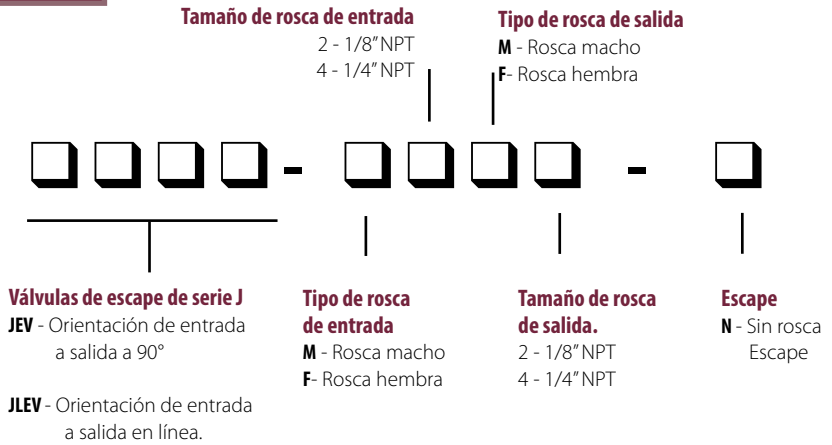 Tamaño de rosca de entrada
2 - 1/8" NPT
4 - 1/4" NPT
Tipo de rosca de salida
M - Rosca macho
F- Rosca hembra
- -
Válvulas de escape de serie J
JEV - Orientación de entrada
a salida a 90°
JLEV - Orientación de entrada
a salida en línea.
Tipo de rosca
de entrada
M - Rosca macho
F- Rosca hembra
Tamaño de rosca
de salida.
2 - 1/8" NPT
4 - 1/4" NPT
Escape
N - Sin rosca
Escape